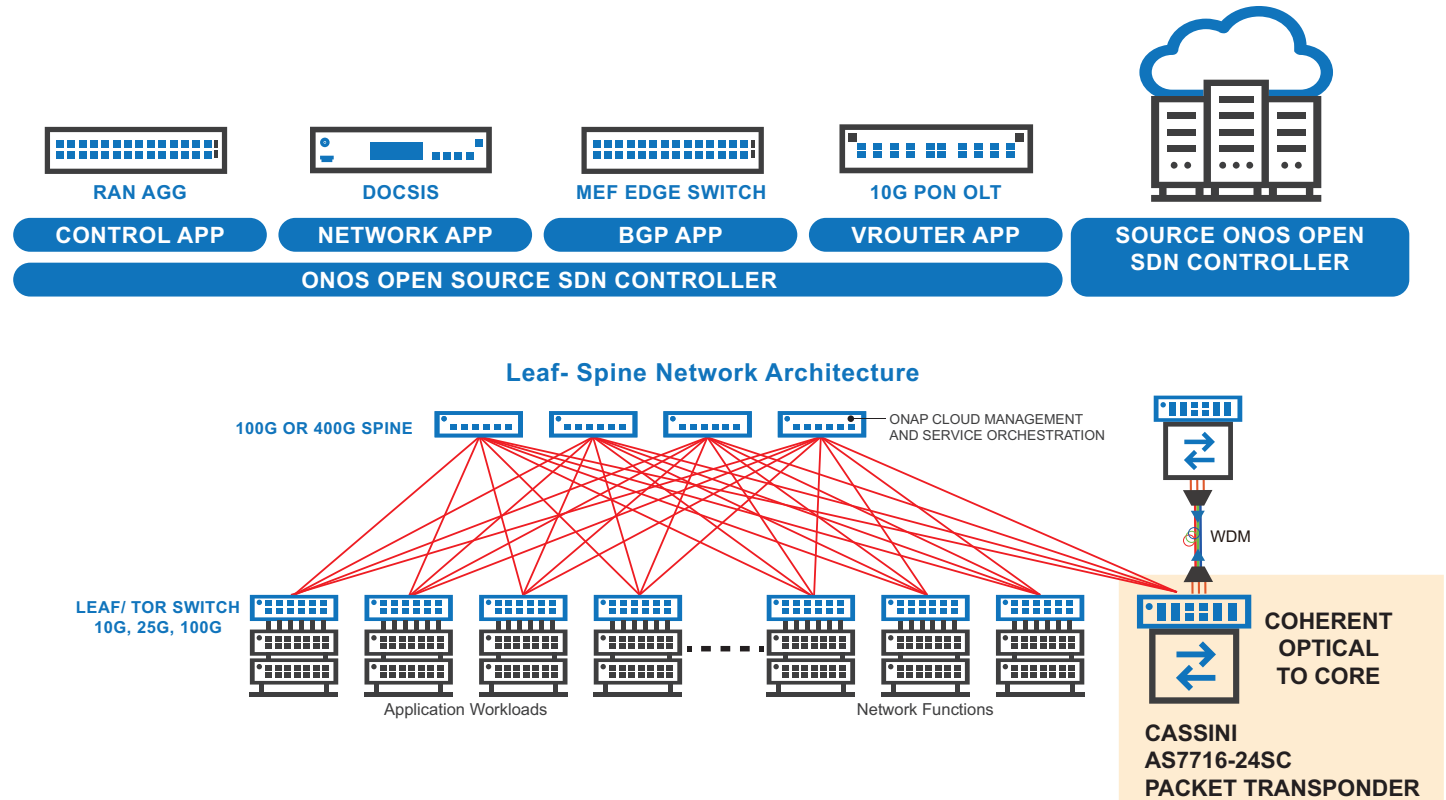 RAN AGG
DOCSIS
MEF EDGE SWITCH
10G PON OLT
CONTROL APP
NETWORK APP
BGP APP
VROUTER APP
SOURCE ONOS OPEN
SDN CONTROLLER
ONOS OPEN SOURCE SDN CONTROLLER
Leaf- Spine Network Architecture
100G OR 400G SPINE
ONAP CLOUD MANAGEMENT
AND SERVICE ORCHESTRATION
WDM
LEAF/ TOR SWITCH
10G, 25G, 100G
COHERENT
OPTICAL
TO CORE
Application Workloads
Network Functions
CASSINI
AS7716-24SC
PACKET TRANSPONDER